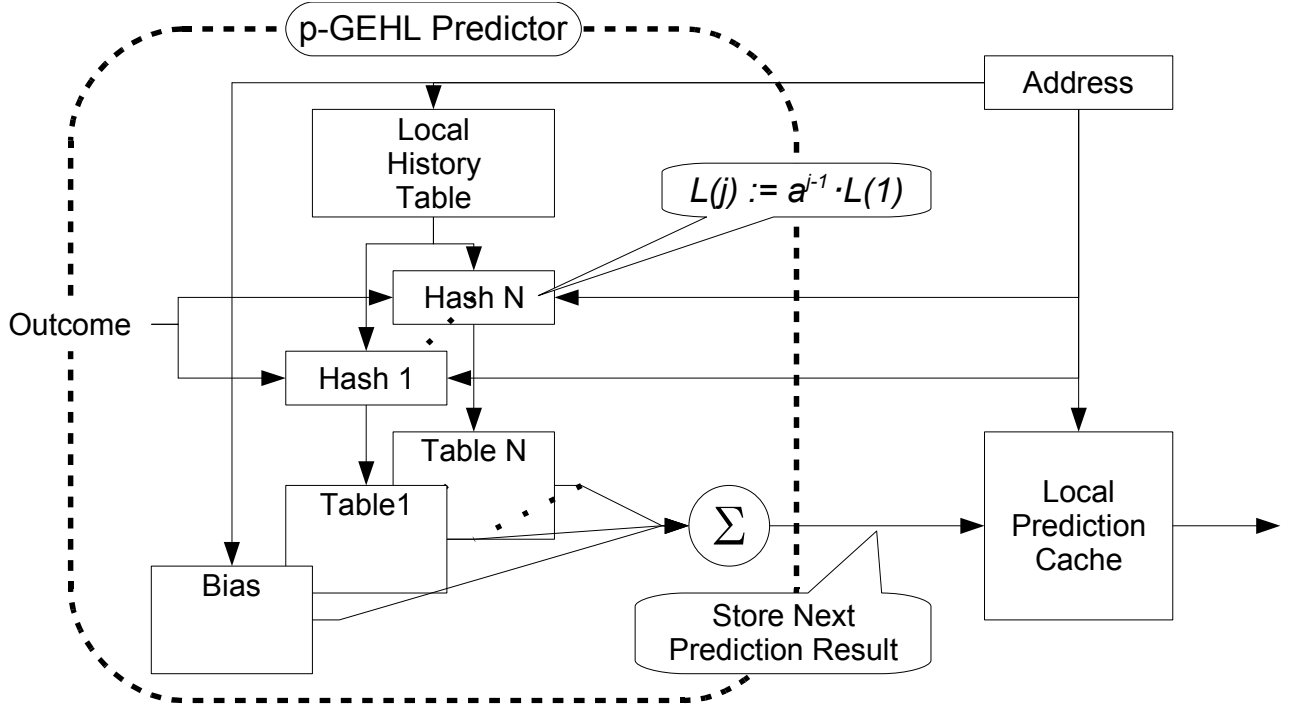 p-GEHL Predictor
Address
Local
History
Table
L(j) := a^{j-1} ·L(1)
Hash N
Outcome
Hash 1
Table N
Table1
Σ
Local
Prediction
Cache
Bias
Store Next
Prediction Result